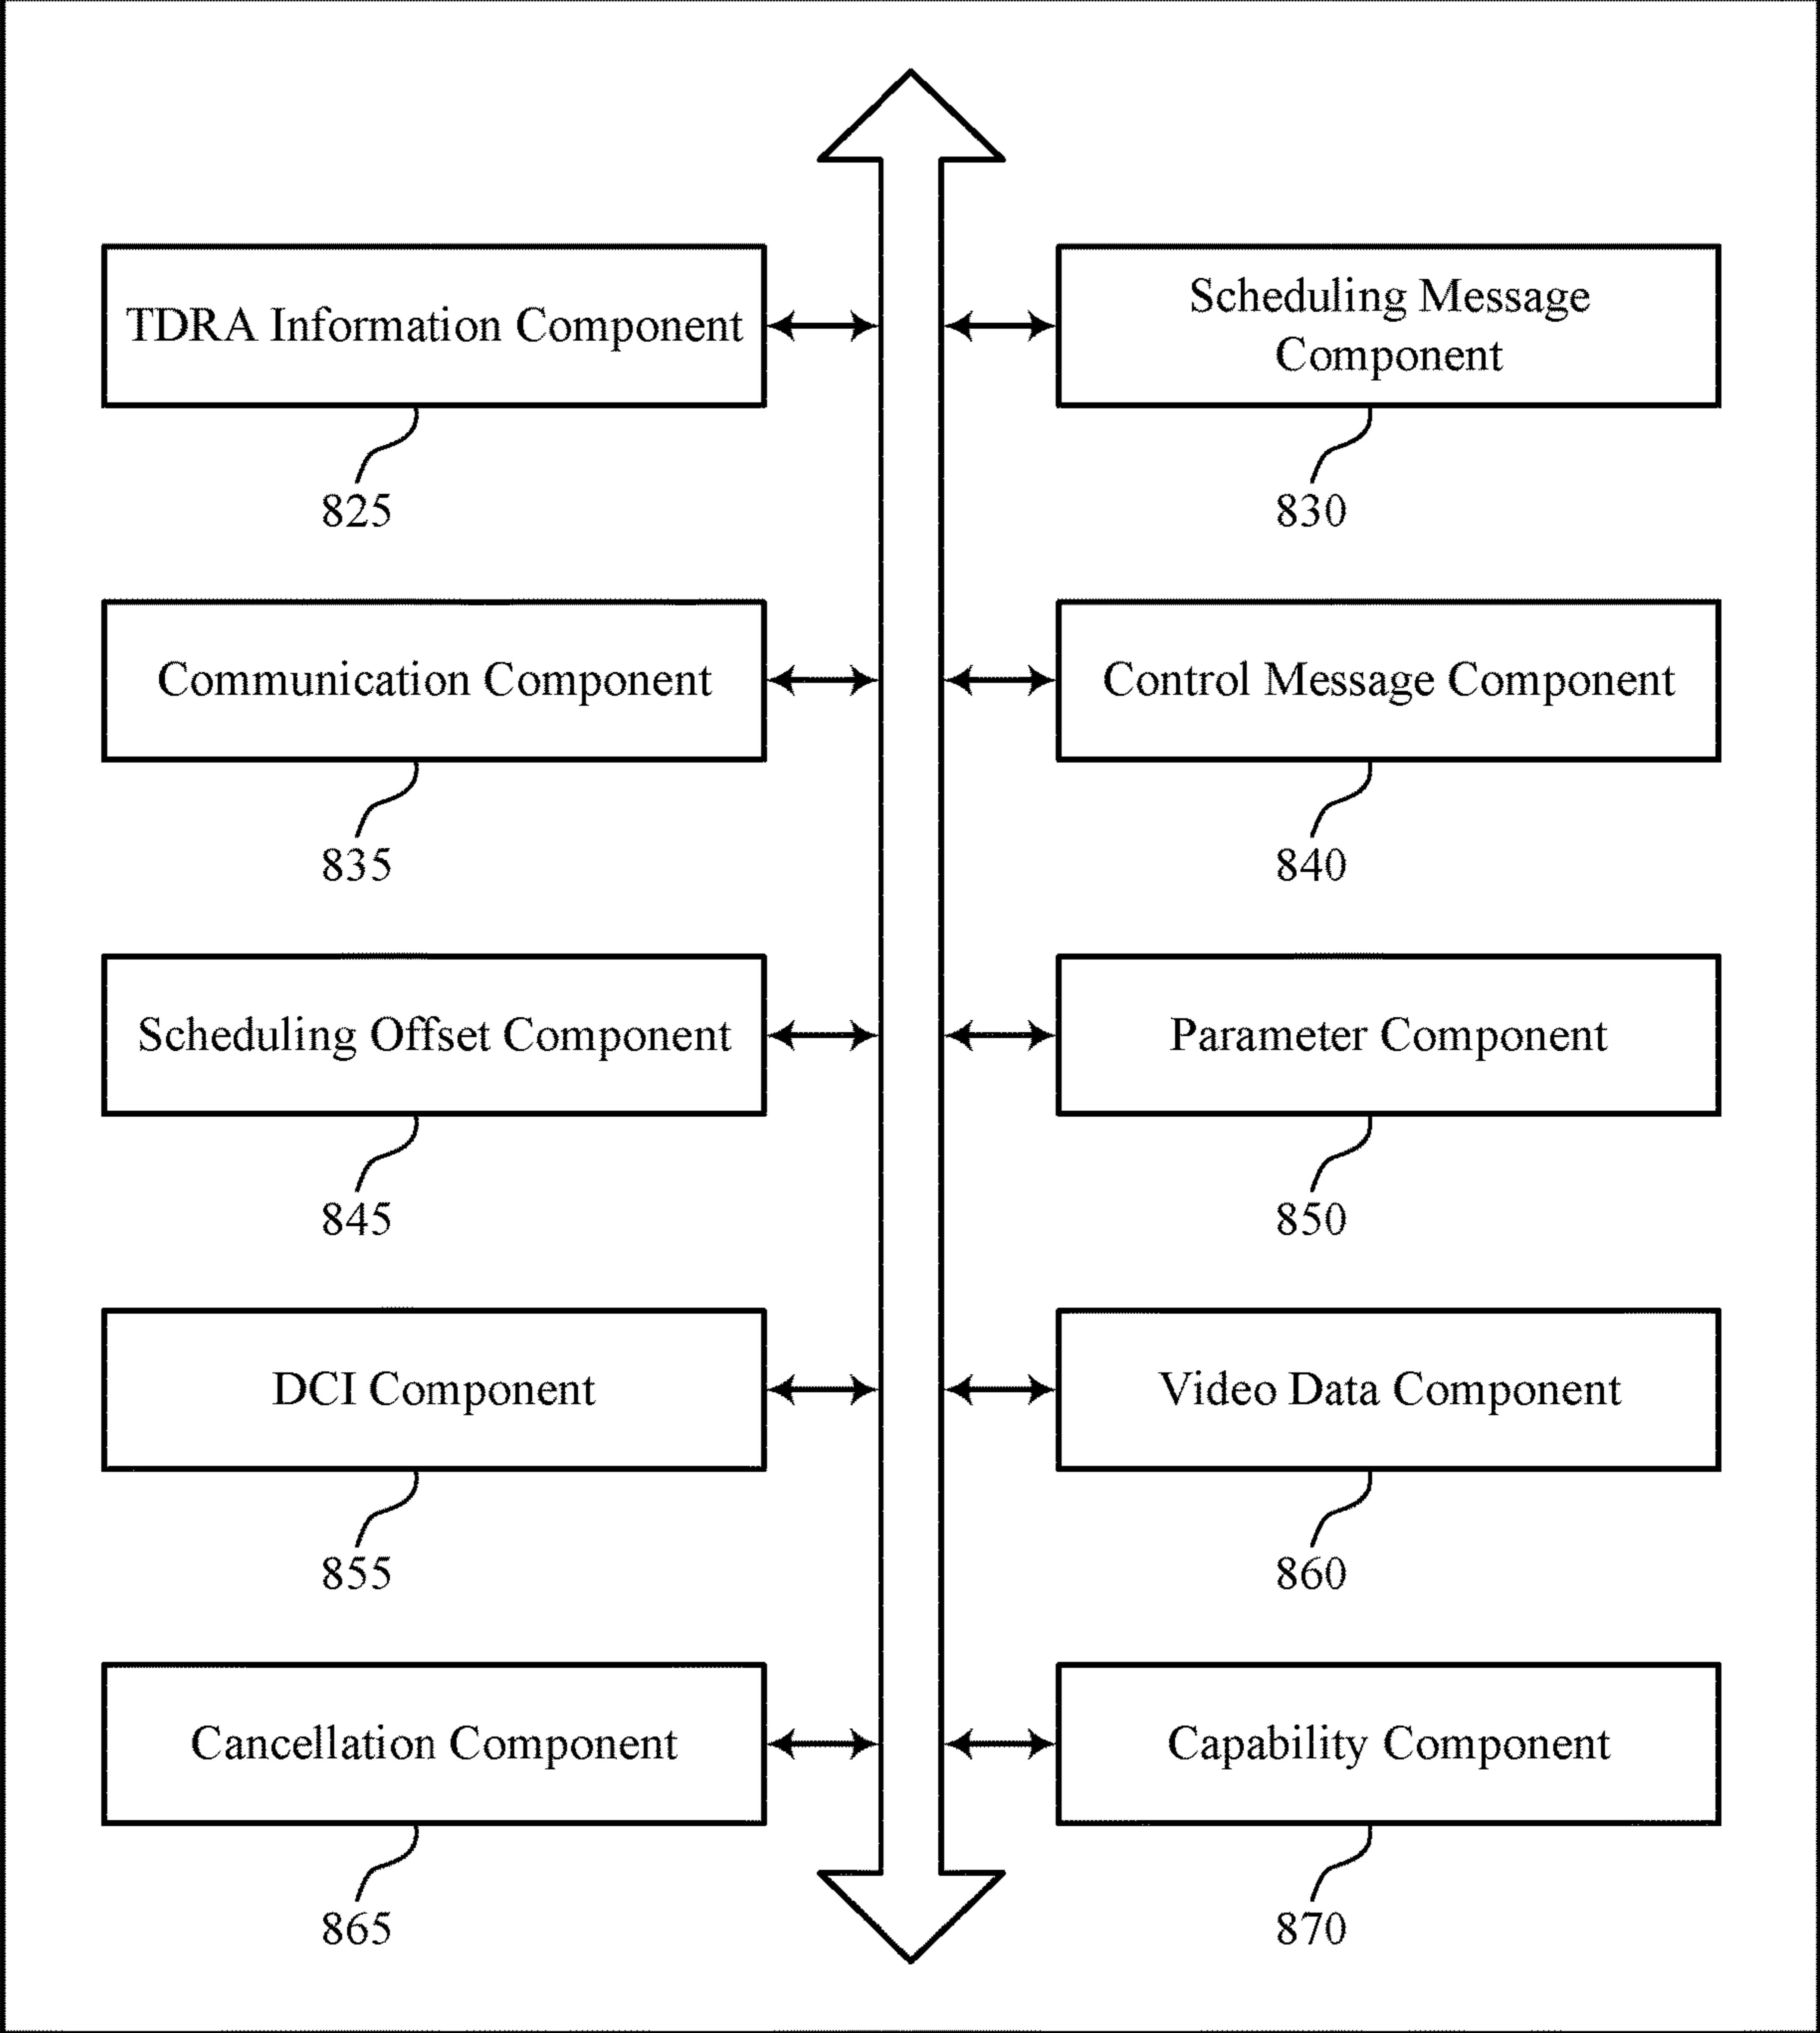 TDRA Information Component
Scheduling Message
Component
825
830
Communication Component
Control Message Component
835
840
Scheduling Offset Component
Parameter Component
845
850
DCI Component
Video Data Component
855
860
Cancellation Component
Capability Component
865
870